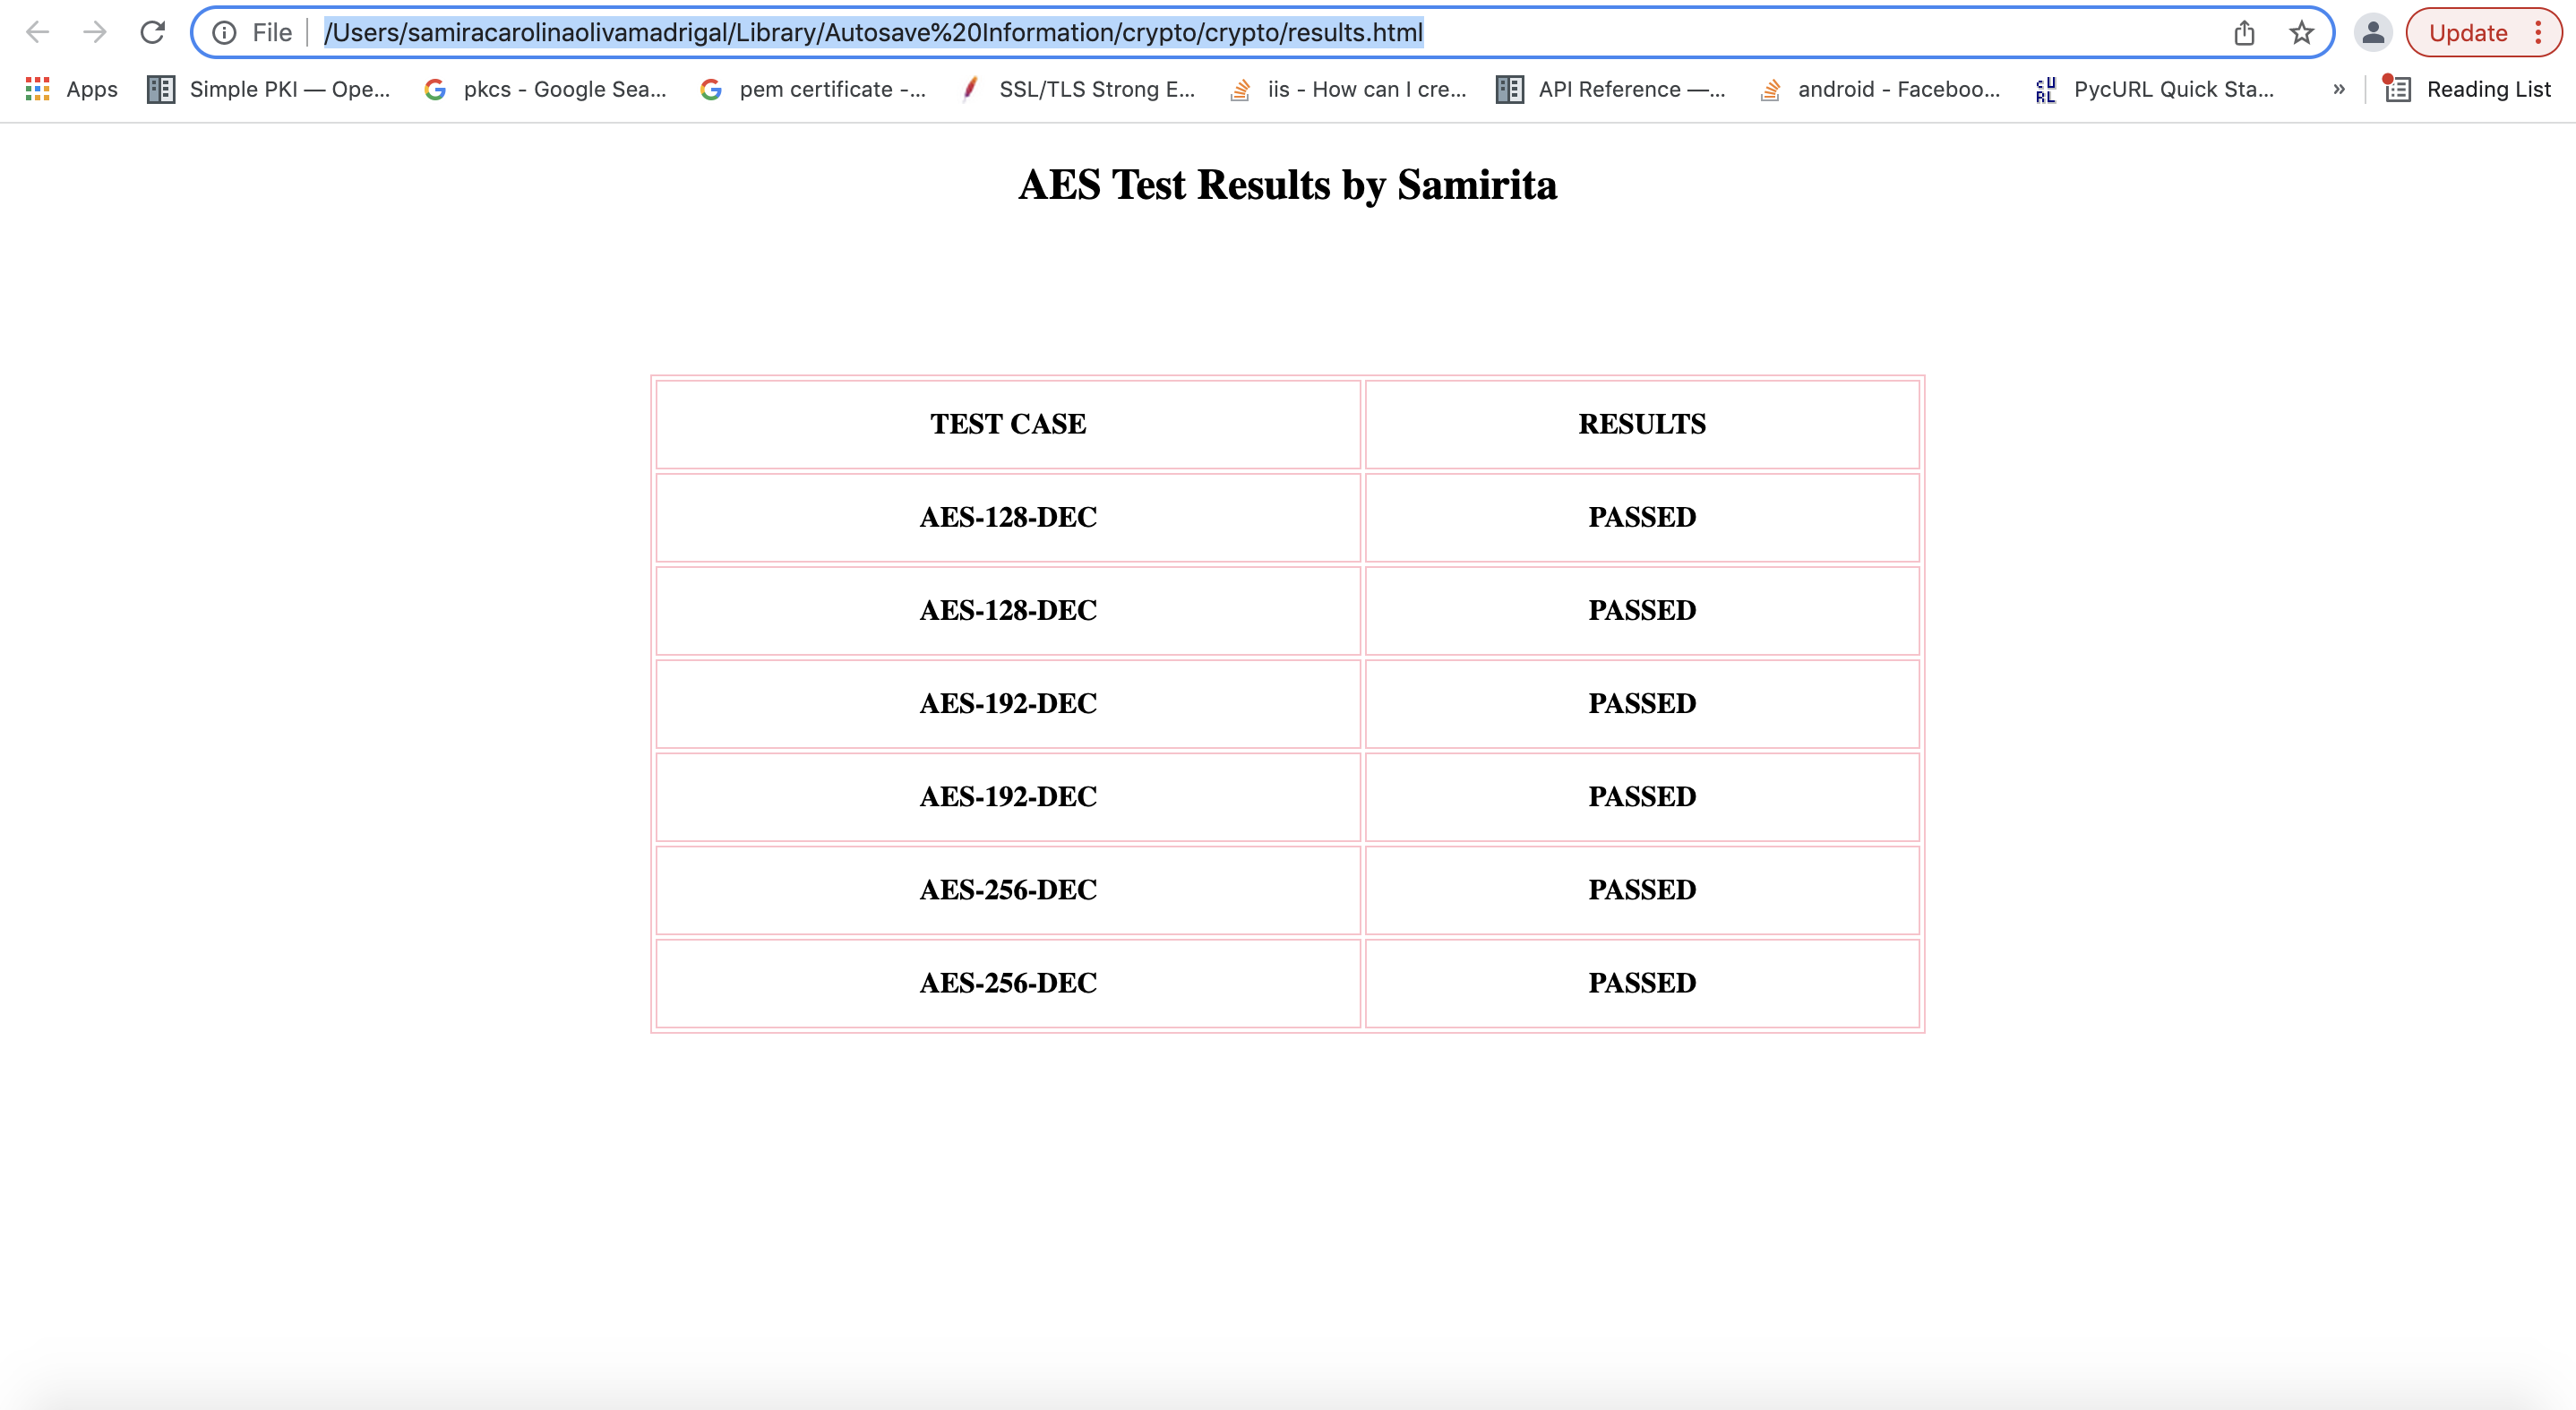 File /Users/samiracarolinaolivamadrigal/Library/Autosave%20Information/crypto/crypto/results.html Update
Apps Simple PKI — Ope... pkcs - Google Sea... pem certificate -... SSL/TLS Strong E... iis - How can I cre... API Reference —... android - Faceboo... cURL PycURL Quick Sta... » Reading List
AES Test Results by Samirita
TEST CASE RESULTS
AES-128-DEC PASSED
AES-128-DEC PASSED
AES-192-DEC PASSED
AES-192-DEC PASSED
AES-256-DEC PASSED
AES-256-DEC PASSED